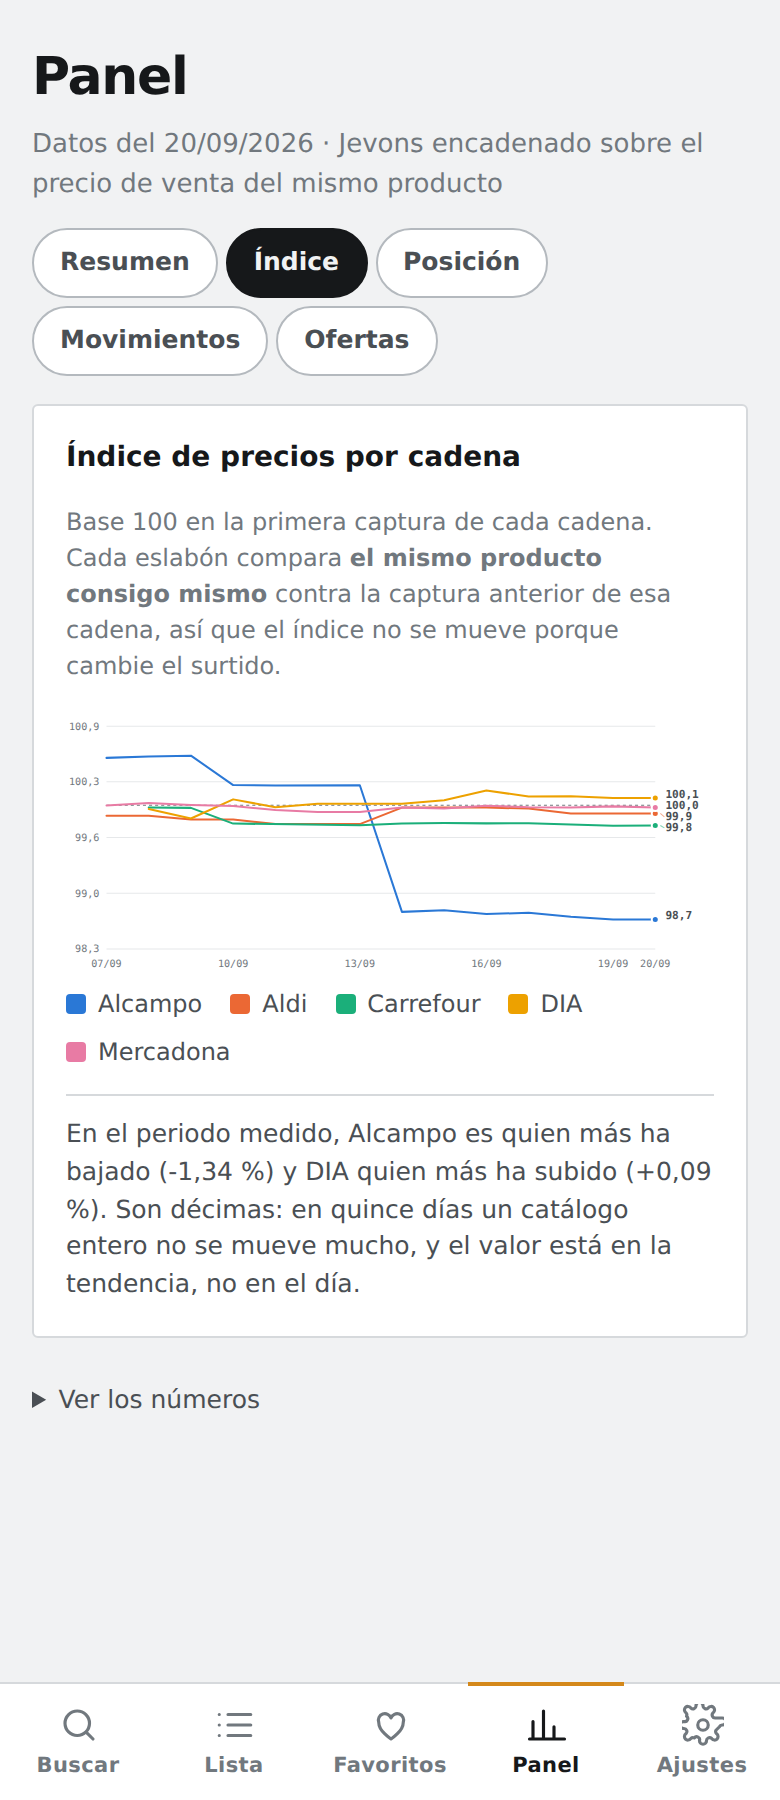 Panel
Datos del 20/09/2026 · Jevons encadenado sobre el
precio de venta del mismo producto
Resumen
Índice
Posición
Movimientos
Ofertas
Índice de precios por cadena
Base 100 en la primera captura de cada cadena.
Cada eslabón compara el mismo producto
consigo mismo contra la captura anterior de esa
cadena, así que el índice no se mueve porque
cambie el surtido.
100,9
100,3
99,6
99,0
98,3
100,1
100,0
99,9
99,8
98,7
07/09
10/09
13/09
16/09
19/09
20/09
Alcampo
Aldi
Carrefour
DIA
Mercadona
En el periodo medido, Alcampo es quien más ha
bajado (-1,34 %) y DIA quien más ha subido (+0,09
%). Son décimas: en quince días un catálogo
entero no se mueve mucho, y el valor está en la
tendencia, no en el día.
Ver los números
Buscar
Lista
Favoritos
Panel
Ajustes